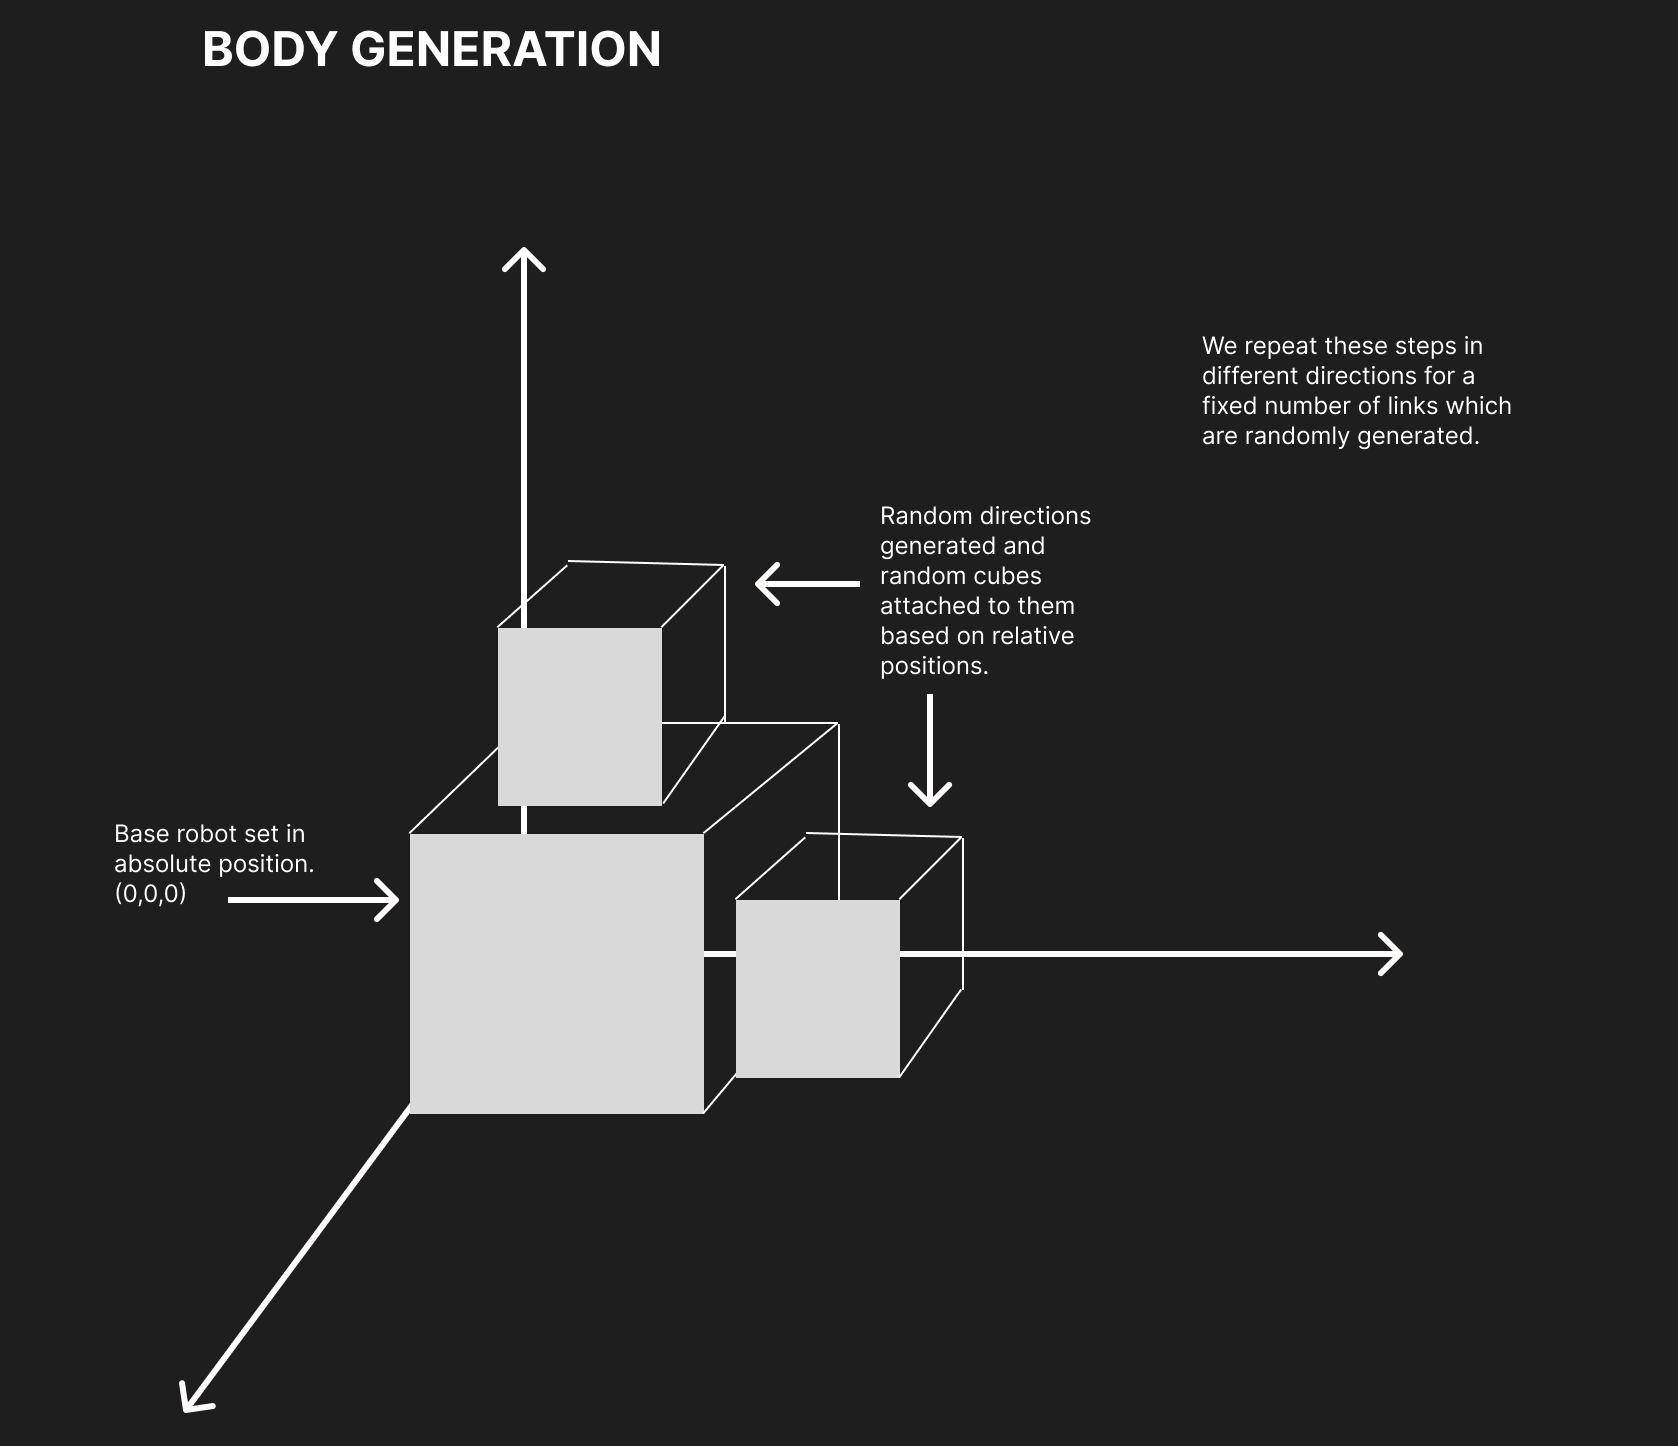 BODY GENERATION
We repeat these steps in
different directions for a
fixed number of links which
are randomly generated.
Random directions
generated and
random cubes
attached to them
based on relative
positions.
Base robot set in
absolute position.
(0,0,0)